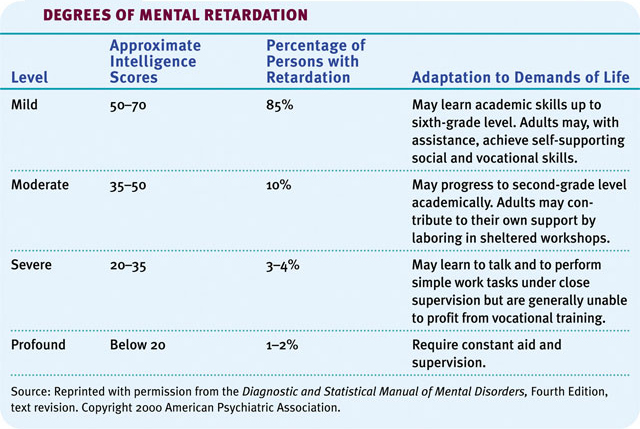 DEGREES OF MENTAL RETARDATION
Approximate Percentage of
Intelligence Persons with
Level Scores Retardation Adaptation to Demands of Life
Mild 50–70 85% May learn academic skills up to
sixth-grade level. Adults may, with
assistance, achieve self-supporting
social and vocational skills.
Moderate 35–50 10% May progress to second-grade level
academically. Adults may con-
tribute to their own support by
laboring in sheltered workshops.
Severe 20–35 3–4% May learn to talk and to perform
simple work tasks under close
supervision but are generally unable
to profit from vocational training.
Profound Below 20 1–2% Require constant aid and
supervision.
Source: Reprinted with permission from the Diagnostic and Statistical Manual of Mental Disorders, Fourth Edition,
text revision. Copyright 2000 American Psychiatric Association.